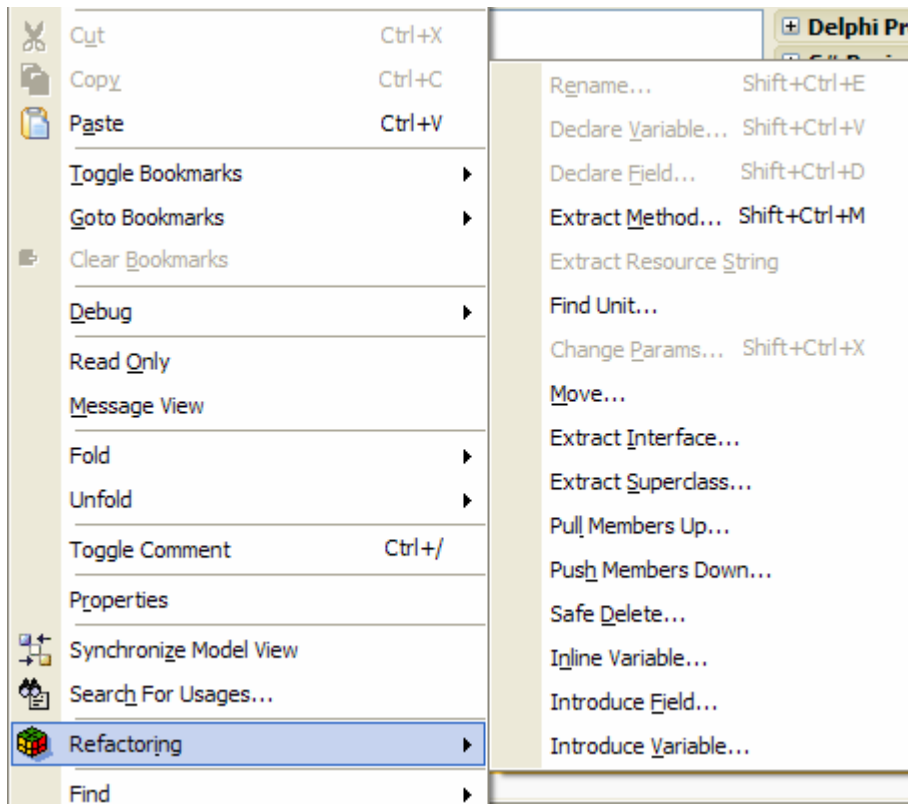 Cut Ctrl+X
Copy Ctrl+C
Paste Ctrl+V
Toggle Bookmarks
Goto Bookmarks
Clear Bookmarks
Debug
Read Only
Message View
Fold
Unfold
Toggle Comment Ctrl+/
Properties
Synchronize Model View
Search For Usages...
Refactoring
Find
Delphi Pr
Rename... Shift+Ctrl+E
Declare Variable... Shift+Ctrl+V
Declare Field... Shift+Ctrl+D
Extract Method... Shift+Ctrl+M
Extract Resource String
Find Unit...
Change Params... Shift+Ctrl+X
Move...
Extract Interface...
Extract Superclass...
Pull Members Up...
Push Members Down...
Safe Delete...
Inline Variable...
Introduce Field...
Introduce Variable...